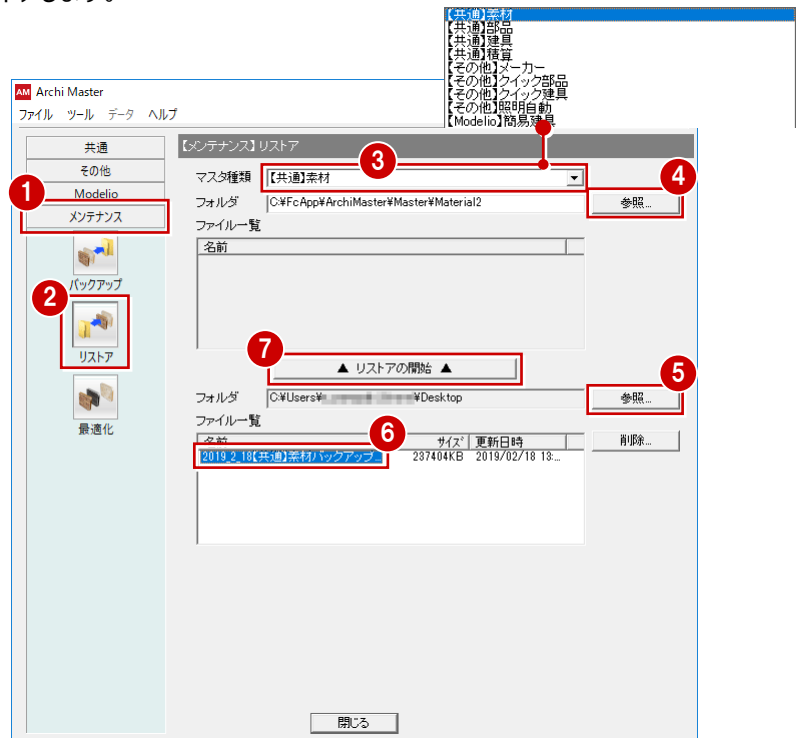 【共通】素材
【共通】部品
【共通】建具
【共通】積算
【その他】メーカー
【その他】クイック部品
【その他】クイック建具
【その他】照明自動
【Modelio】簡易建具
AM Archi Master
ファイル ツール データ ヘルプ
共通
その他
Modelio
メンテナンス
1
バックアップ
2
リストア
最適化
【メンテナンス】リストア
3
マスタ種類 【共通】素材
4
フォルダ C:¥FcApp¥ArchiMaster¥Master¥Material2 参照...
ファイル一覧
名前
7
▲ リストアの開始 ▲
5
フォルダ C:¥Users¥ ¥Desktop 参照...
ファイル一覧
6
名前 サイズ 更新日時 削除...
2019_2_18【共通】素材バックアップ... 237404KB 2019/02/18 13:...
閉じる